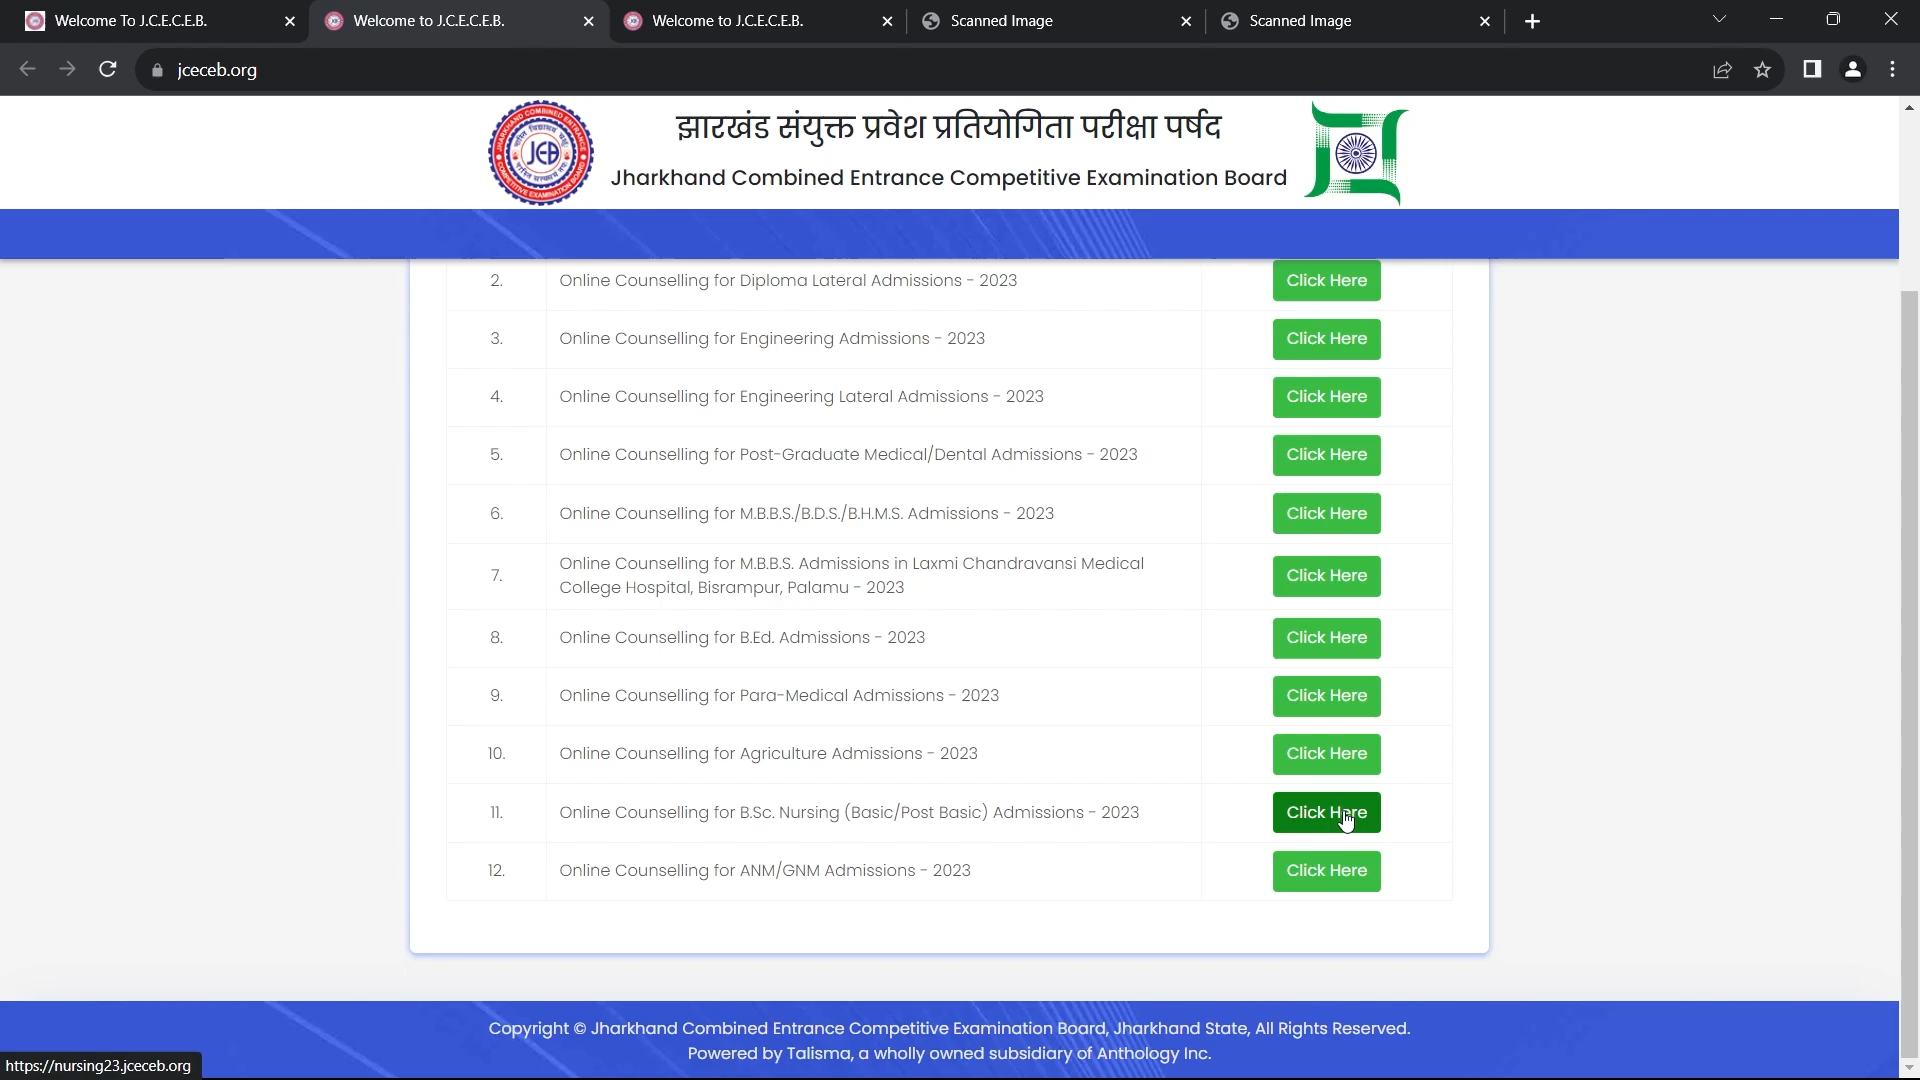 Welcome To J.C.E.C.E.B.
Welcome to J.C.E.C.E.B.
Welcome to J.C.E.C.E.B.
Scanned Image
Scanned Image
jceceb.org
JCEB
झारखंड संयुक्त प्रवेश प्रतियोगिता परीक्षा पर्षद
Jharkhand Combined Entrance Competitive Examination Board
2. Online Counselling for Diploma Lateral Admissions - 2023 Click Here
3. Online Counselling for Engineering Admissions - 2023 Click Here
4. Online Counselling for Engineering Lateral Admissions - 2023 Click Here
5. Online Counselling for Post-Graduate Medical/Dental Admissions - 2023 Click Here
6. Online Counselling for M.B.B.S./B.D.S./B.H.M.S. Admissions - 2023 Click Here
7. Online Counselling for M.B.B.S. Admissions in Laxmi Chandravansi Medical
College Hospital, Bisrampur, Palamu - 2023 Click Here
8. Online Counselling for B.Ed. Admissions - 2023 Click Here
9. Online Counselling for Para-Medical Admissions - 2023 Click Here
10. Online Counselling for Agriculture Admissions - 2023 Click Here
11. Online Counselling for B.Sc. Nursing (Basic/Post Basic) Admissions - 2023 Click Here
12. Online Counselling for ANM/GNM Admissions - 2023 Click Here
Copyright © Jharkhand Combined Entrance Competitive Examination Board, Jharkhand State, All Rights Reserved.
Powered by Talisma, a wholly owned subsidiary of Anthology Inc.
https://nursing23.jceceb.org